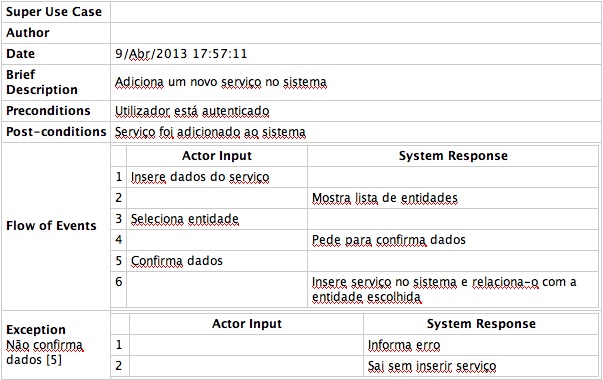 Super Use Case
Author
Date 9/Abr/2013 17:57:11
Brief
Description Adiciona um novo serviço no sistema
Preconditions Utilizador está autenticado
Post-conditions Serviço foi adicionado ao sistema
Flow of Events
Actor Input System Response
1 Insere dados do serviço
2 Mostra lista de entidades
3 Seleciona entidade
4 Pede para confirma dados
5 Confirma dados
6 Insere serviço no sistema e relaciona-o com a
entidade escolhida
Exception
Não confirma
dados [5]
Actor Input System Response
1 Informa erro
2 Sai sem inserir serviço